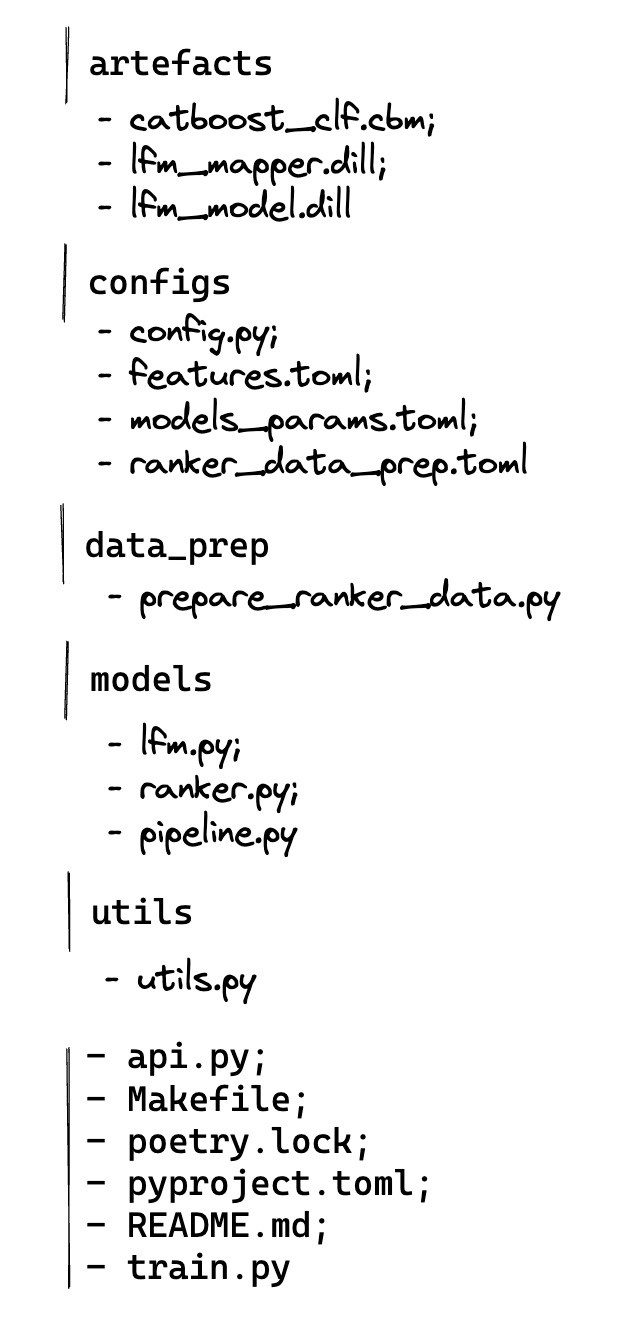 artefacts
- catboost_clf.cbm;
- lfm_mapper.dill;
- lfm_model.dill
configs
- config.py;
- features.toml;
- models_params.toml;
- ranker_data_prep.toml
data_prep
- prepare_ranker_data.py
models
- lfm.py;
- ranker.py;
- pipeline.py
utils
- utils.py
- api.py;
- Makefile;
- poetry.lock;
- pyproject.toml;
- README.md;
- train.py